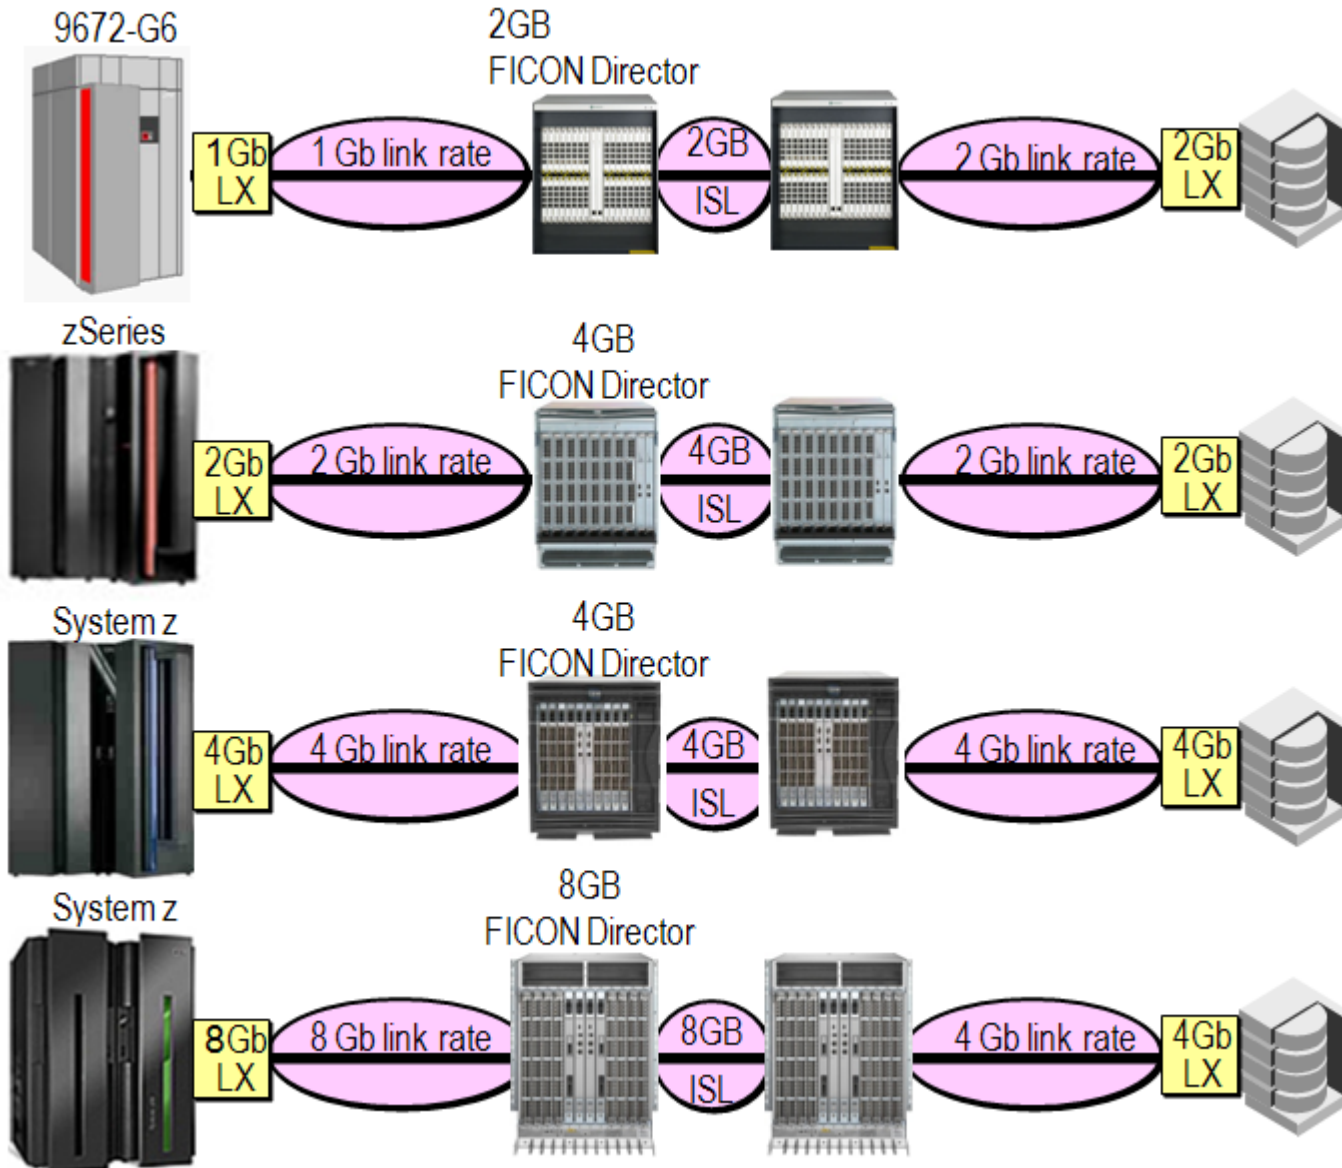 9672-G6
2GB
FICON Director
1Gb
LX
1 Gb link rate
2GB
ISL
2 Gb link rate
2Gb
LX
zSeries
4GB
FICON Director
2Gb
LX
2 Gb link rate
4GB
ISL
2 Gb link rate
2Gb
LX
System z
4GB
FICON Director
4Gb
LX
4 Gb link rate
4GB
ISL
4 Gb link rate
4Gb
LX
System z
8GB
FICON Director
8Gb
LX
8 Gb link rate
8GB
ISL
4 Gb link rate
4Gb
LX